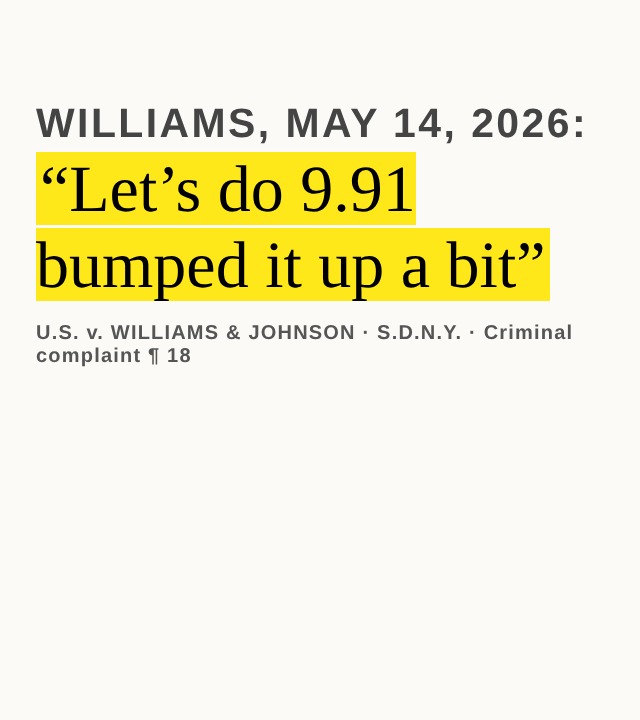 WILLIAMS, MAY 14, 2026:
“Let’s do 9.91
bumped it up a bit”
U.S. v. WILLIAMS & JOHNSON · S.D.N.Y. · Criminal
complaint ¶ 18